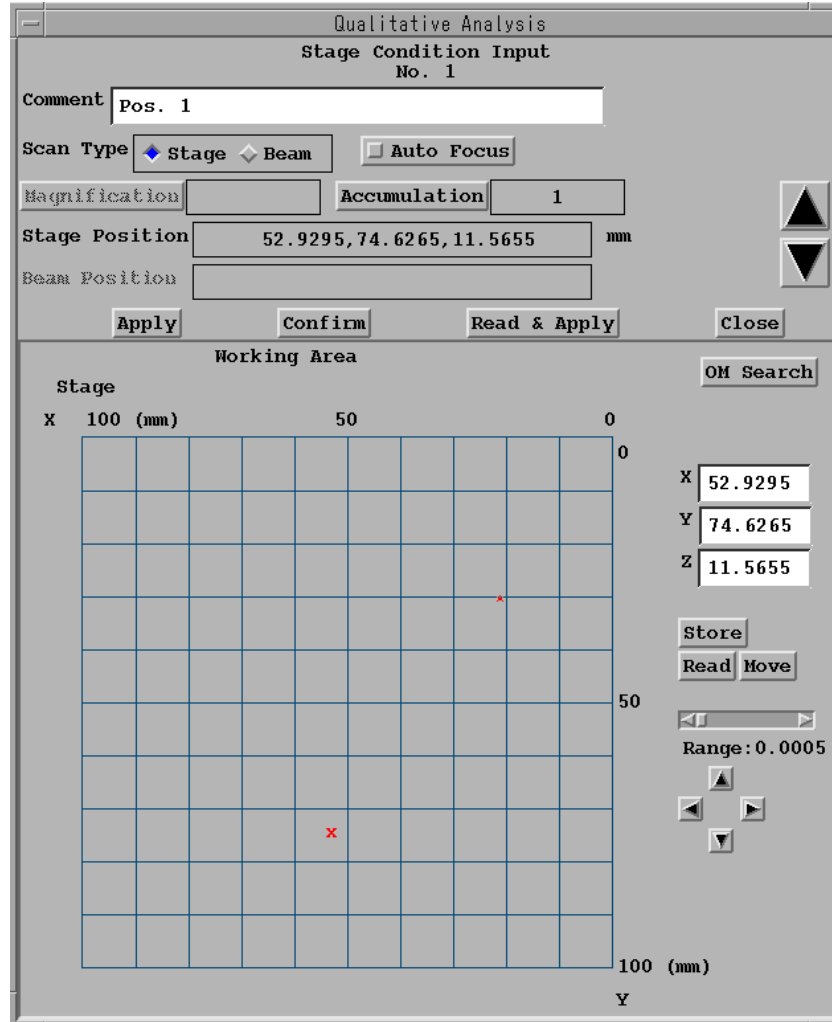 Qualitative Analysis
Stage Condition Input
No. 1
Comment Pos. 1
Scan Type Stage Beam Auto Focus
Magnification Accumulation 1
Stage Position 52.9295,74.6265,11.5655 mm
Beam Position
Apply Confirm Read & Apply Close
Working Area
OM Search
Stage
X 100 (mm) 50 0
0
X 52.9295
Y 74.6265
Z 11.5655
Store
Read Move
50
Range:0.0005
x
100 (mm)
Y